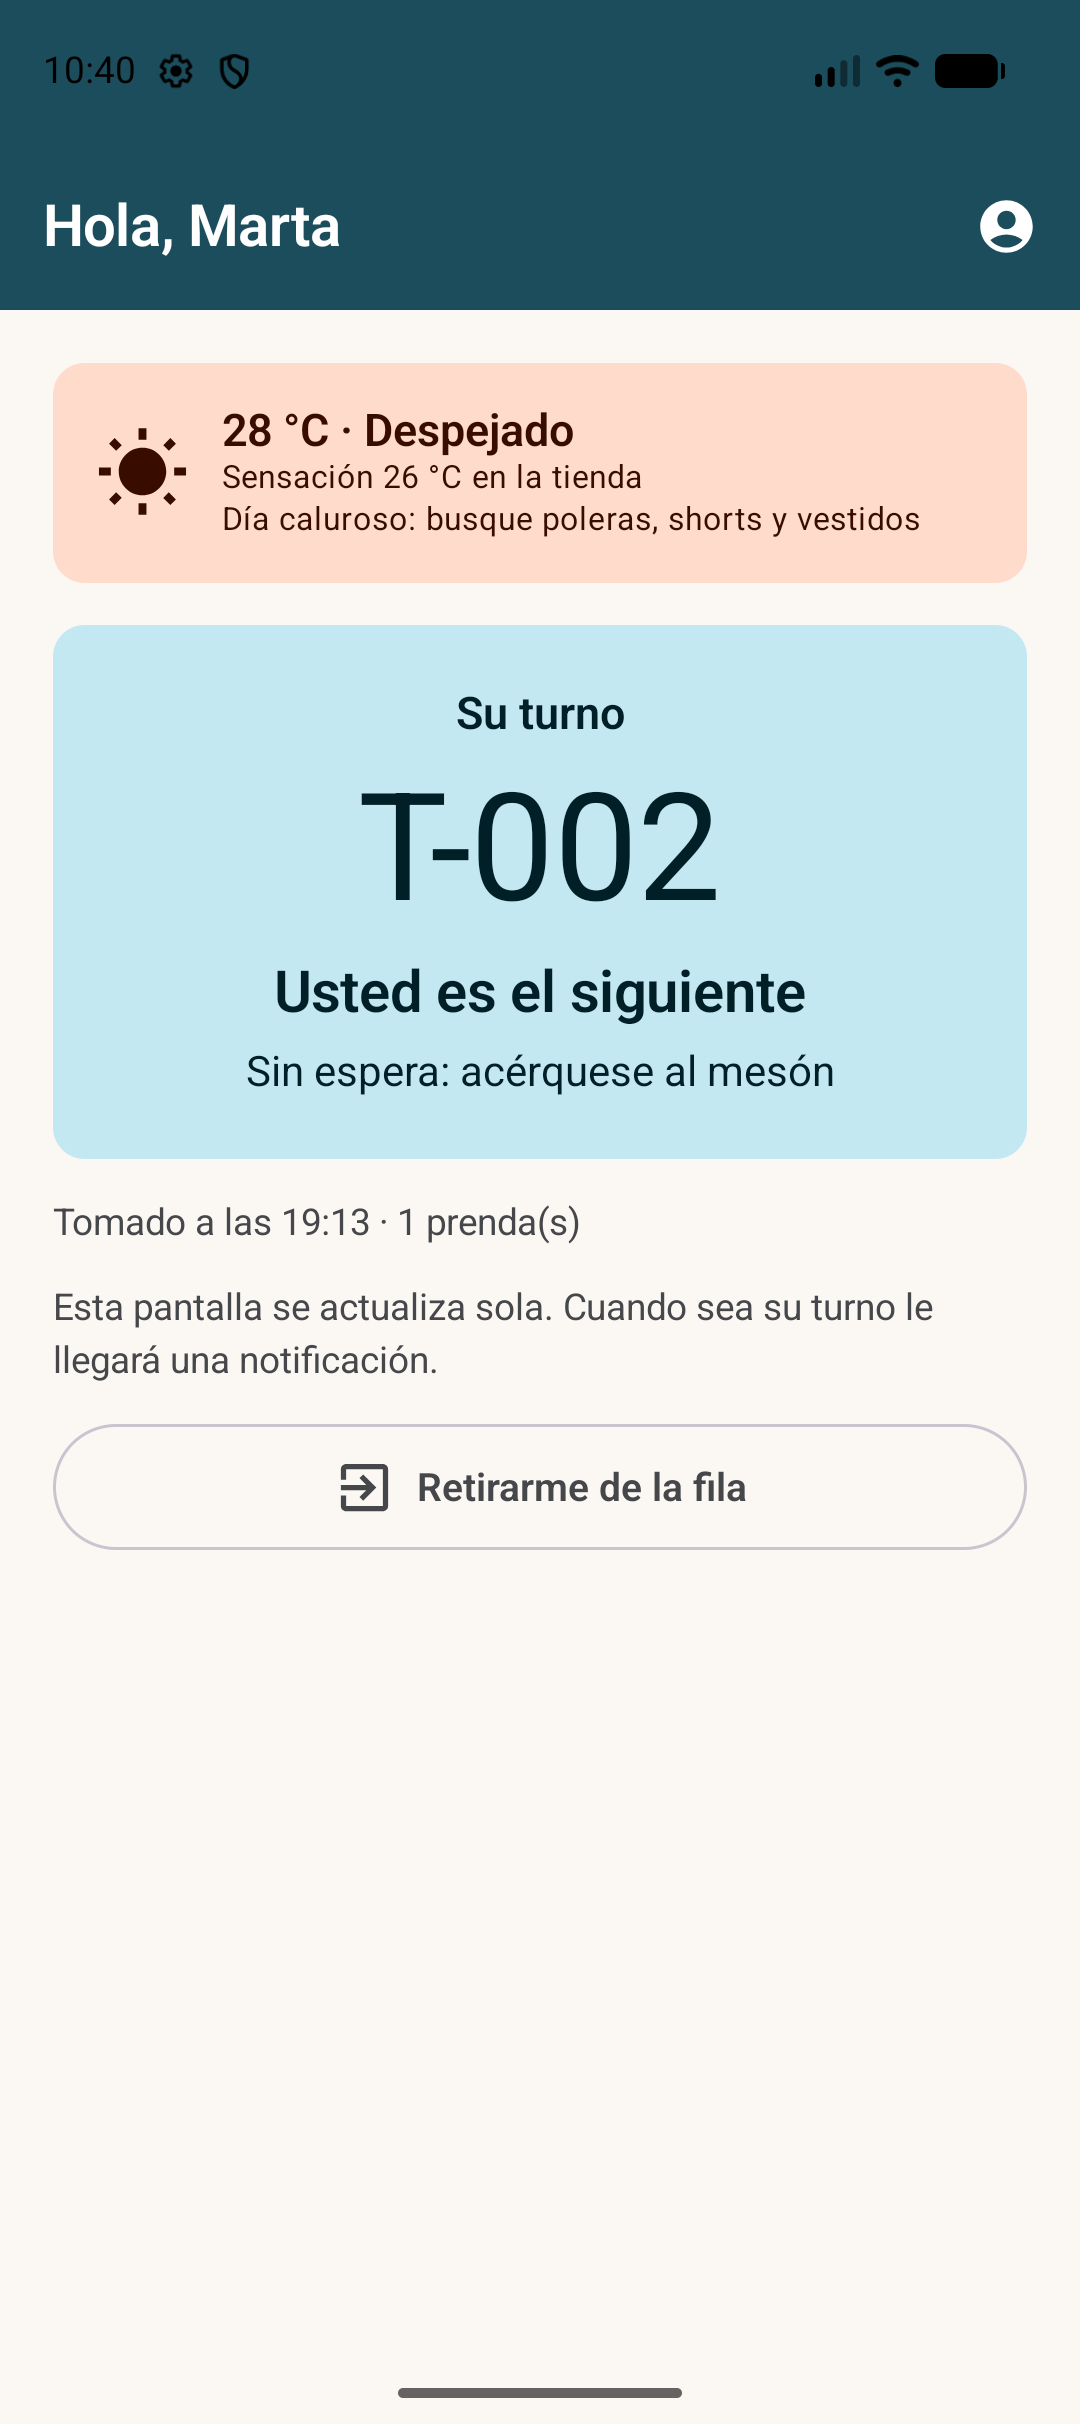 10:40
Hola, Marta
28 °C · Despejado
Sensación 26 °C en la tienda
Día caluroso: busque poleras, shorts y vestidos
Su turno
T-002
Usted es el siguiente
Sin espera: acérquese al mesón
Tomado a las 19:13 · 1 prenda(s)
Esta pantalla se actualiza sola. Cuando sea su turno le
llegará una notificación.
Retirarme de la fila